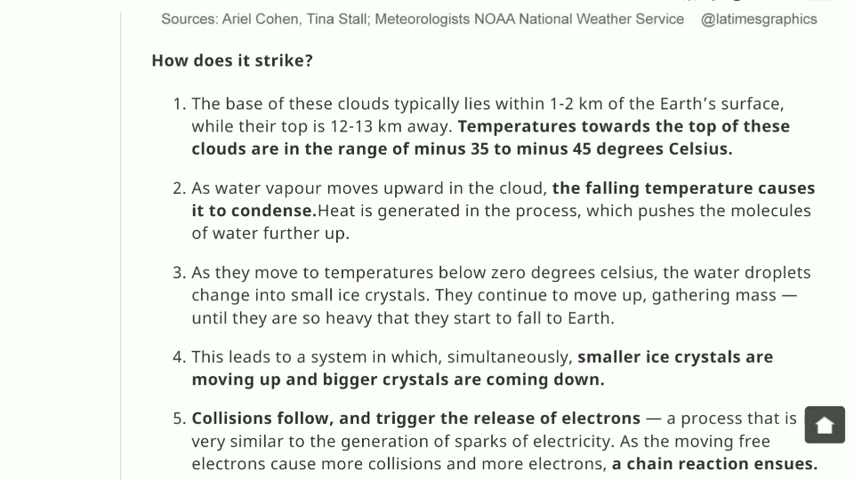 Sources: Ariel Cohen, Tina Stall; Meteorologists NOAA National Weather Service @latimesgraphics
How does it strike?
1. The base of these clouds typically lies within 1-2 km of the Earth’s surface,
while their top is 12-13 km away. Temperatures towards the top of these
clouds are in the range of minus 35 to minus 45 degrees Celsius.
2. As water vapour moves upward in the cloud, the falling temperature causes
it to condense.Heat is generated in the process, which pushes the molecules
of water further up.
3. As they move to temperatures below zero degrees celsius, the water droplets
change into small ice crystals. They continue to move up, gathering mass —
until they are so heavy that they start to fall to Earth.
4. This leads to a system in which, simultaneously, smaller ice crystals are
moving up and bigger crystals are coming down.
5. Collisions follow, and trigger the release of electrons — a process that is
very similar to the generation of sparks of electricity. As the moving free
electrons cause more collisions and more electrons, a chain reaction ensues.